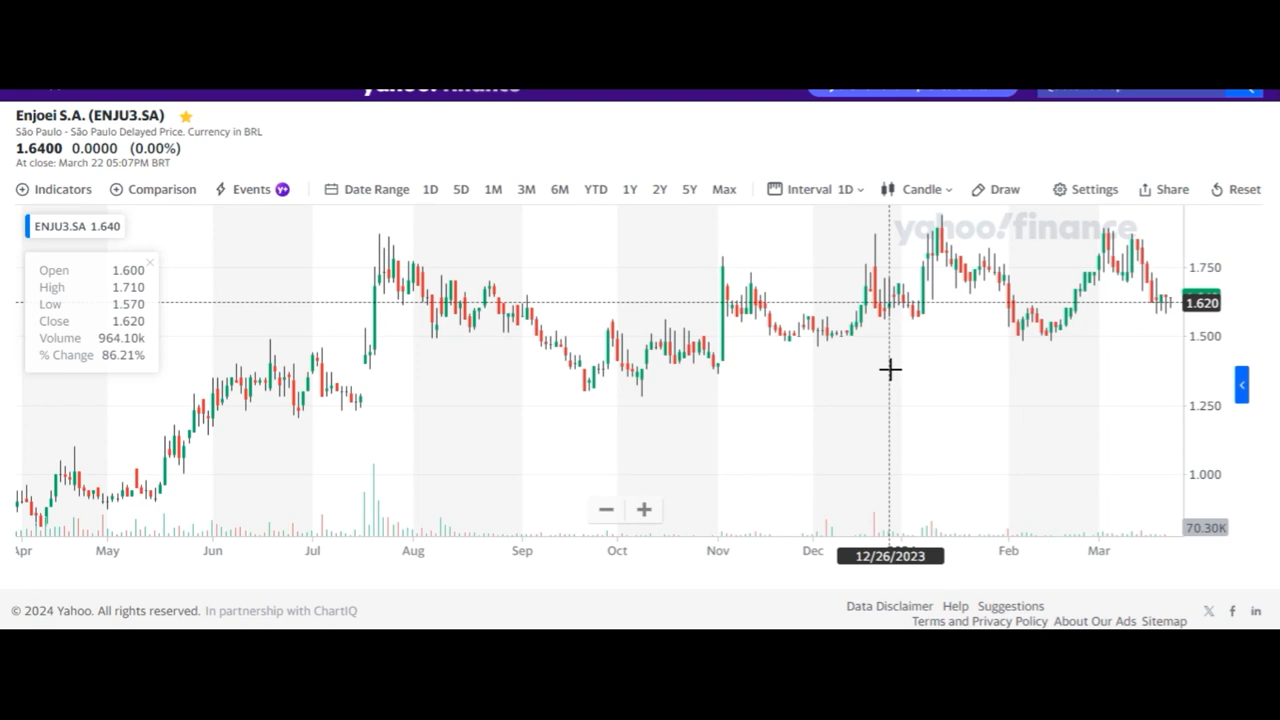 yahoo! finance
Enjoei S.A. (ENJU3.SA)
São Paulo - São Paulo Delayed Price. Currency in BRL
1.6400 0.0000 (0.00%)
At close: March 22 05:07PM BRT
Indicators Comparison Events Y+ Date Range 1D 5D 1M 3M 6M YTD 1Y 2Y 5Y Max Interval 1D Candle Draw Settings Share Reset
ENJU3.SA 1.640
yahoo!finance
Open 1.600
High 1.710
Low 1.570
Close 1.620
Volume 964.10k
% Change 86.21%
1.750
1.620
1.500
1.250
1.000
70.30K
Apr May Jun Jul Aug Sep Oct Nov Dec Feb Mar
12/26/2023
© 2024 Yahoo. All rights reserved. In partnership with ChartIQ
Data Disclaimer Help Suggestions
Terms and Privacy Policy About Our Ads Sitemap